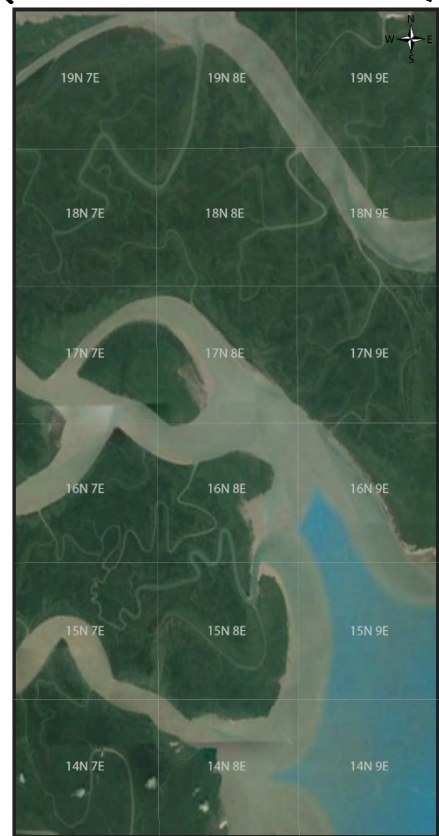 N
W E
S
19N 7E 19N 8E 19N 9E
18N 7E 18N 8E 18N 9E
17N 7E 17N 8E 17N 9E
16N 7E 16N 8E 16N 9E
15N 7E 15N 8E 15N 9E
14N 7E 14N 8E 14N 9E